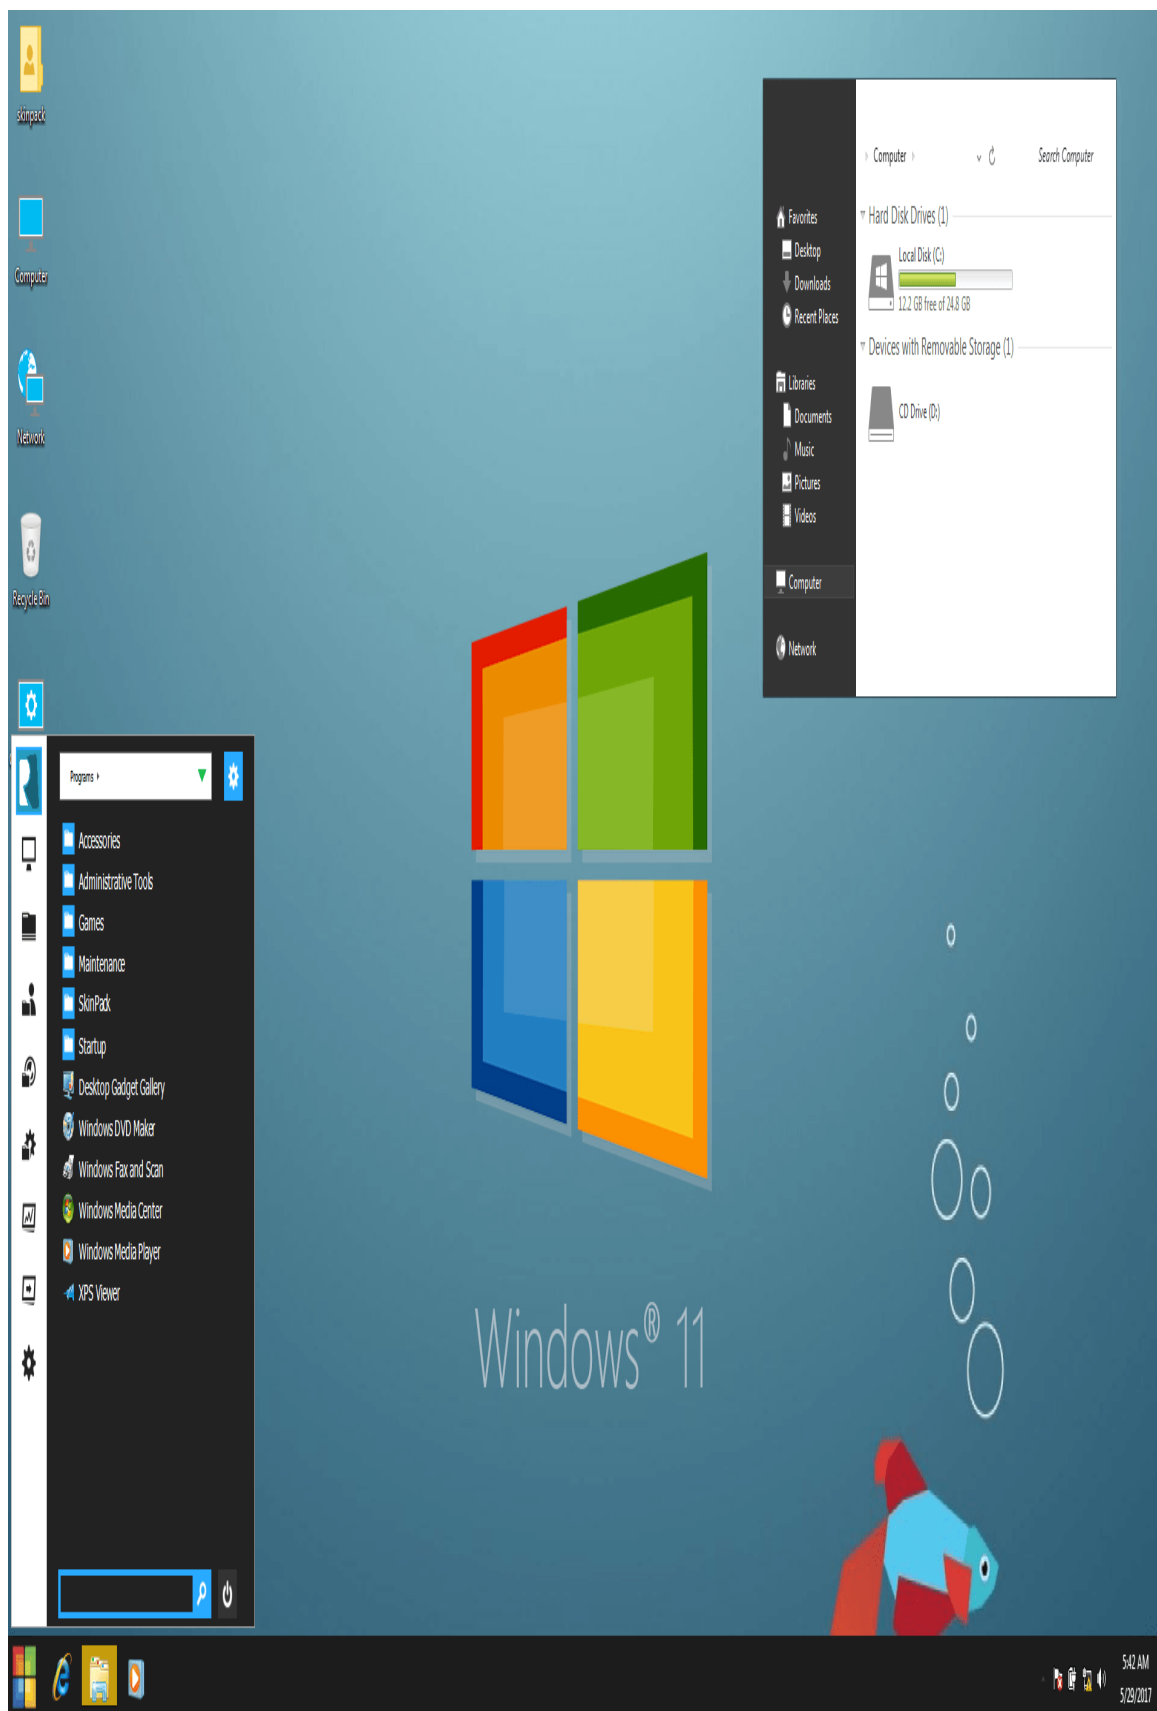 skinpack
Computer
Network
Recycle Bin
Computer
Search Computer
Favorites
Desktop
Downloads
Recent Places
Libraries
Documents
Music
Pictures
Videos
Computer
Network
Hard Disk Drives (1)
Local Disk (C:)
12.2 GB free of 24.8 GB
Devices with Removable Storage (1)
CD Drive (D:)
Programs
Accessories
Administrative Tools
Games
Maintenance
SkinPack
Startup
Desktop Gadget Gallery
Windows DVD Maker
Windows Fax and Scan
Windows Media Center
Windows Media Player
XPS Viewer
Windows® 11
5:42 AM
5/29/2017